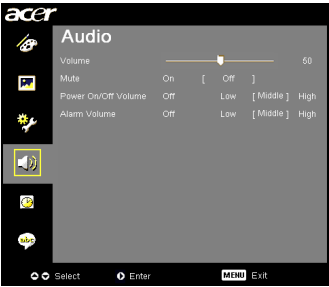 acer
Audio
Volume 50
Mute On [ Off ]
Power On/Off Volume Off Low [ Middle ] High
Alarm Volume Off Low [ Middle ] High
abc
Select Enter MENU Exit